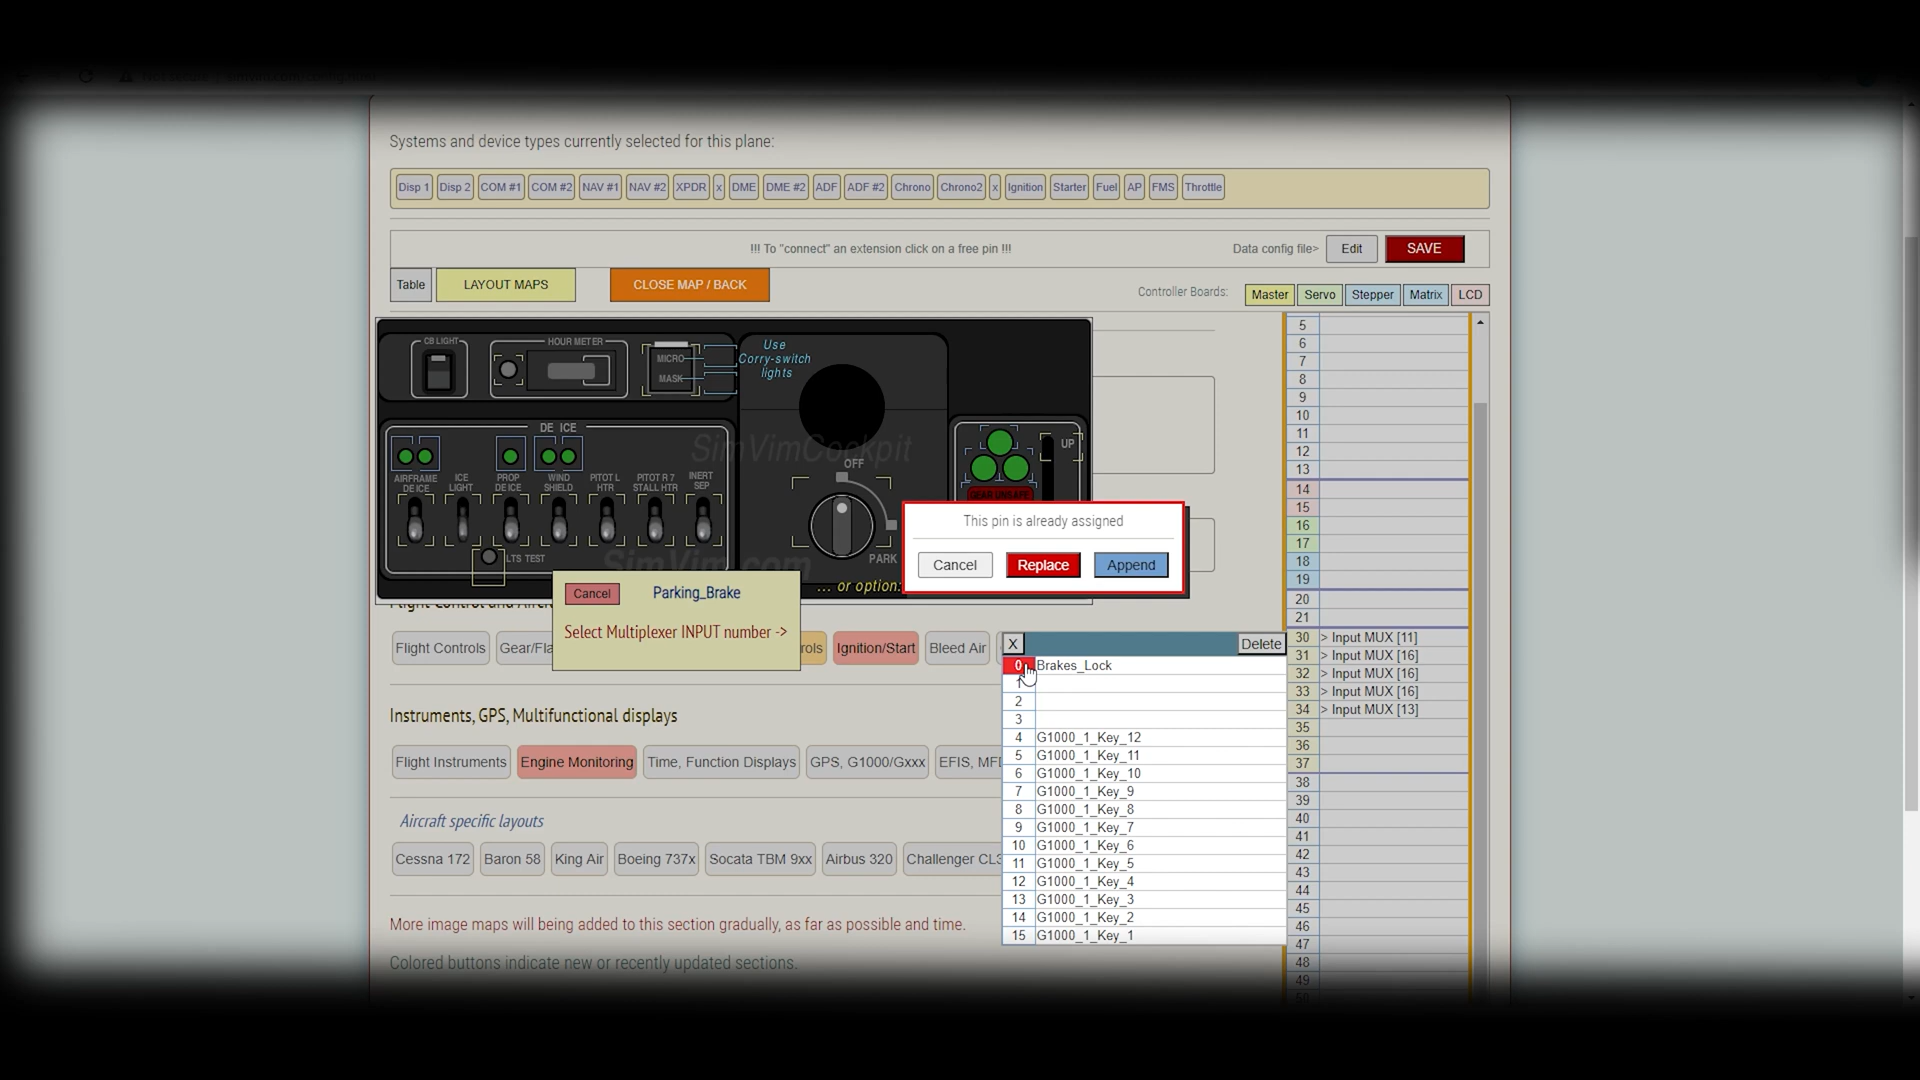 Systems and device types currently selected for this plane:
Disp 1 Disp 2 COM #1 COM #2 NAV #1 NAV #2 XPDR x DME DME #2 ADF ADF #2 Chrono Chrono2 x Ignition Starter Fuel AP FMS Throttle
!!! To "connect" an extension click on a free pin !!!
Data config file> Edit SAVE
Table LAYOUT MAPS CLOSE MAP / BACK
Controller Boards: Master Servo Stepper Matrix LCD
CB LIGHT
HOUR METER
MICRO
MASK
Use
Corry-switch
lights
DE ICE
SimVimCockpit
UP
OFF
AIRFRAME
DE ICE
ICE
LIGHT
PROP
DE ICE
WIND
SHIELD
PITOT L
HTR
PITOT R 7
STALL HTR
INERT
SEP
GEAR UNSAFE
LTS TEST
SimVim.com
PARK
... or option:
This pin is already assigned
Cancel Replace Append
Cancel Parking_Brake
Select Multiplexer INPUT number ->
Flight Controls Gear/Fla rols Ignition/Start Bleed Air
Instruments, GPS, Multifunctional displays
Flight Instruments Engine Monitoring Time, Function Displays GPS, G1000/Gxxx EFIS, MFD
Aircraft specific layouts
Cessna 172 Baron 58 King Air Boeing 737x Socata TBM 9xx Airbus 320 Challenger CL3
More image maps will being added to this section gradually, as far as possible and time.
Colored buttons indicate new or recently updated sections.
X Delete
0 Brakes_Lock
1
2
3
4 G1000_1_Key_12
5 G1000_1_Key_11
6 G1000_1_Key_10
7 G1000_1_Key_9
8 G1000_1_Key_8
9 G1000_1_Key_7
10 G1000_1_Key_6
11 G1000_1_Key_5
12 G1000_1_Key_4
13 G1000_1_Key_3
14 G1000_1_Key_2
15 G1000_1_Key_1
5
6
7
8
9
10
11
12
13
14
15
16
17
18
19
20
21
30 > Input MUX [11]
31 > Input MUX [16]
32 > Input MUX [16]
33 > Input MUX [16]
34 > Input MUX [13]
35
36
37
38
39
40
41
42
43
44
45
46
47
48
49